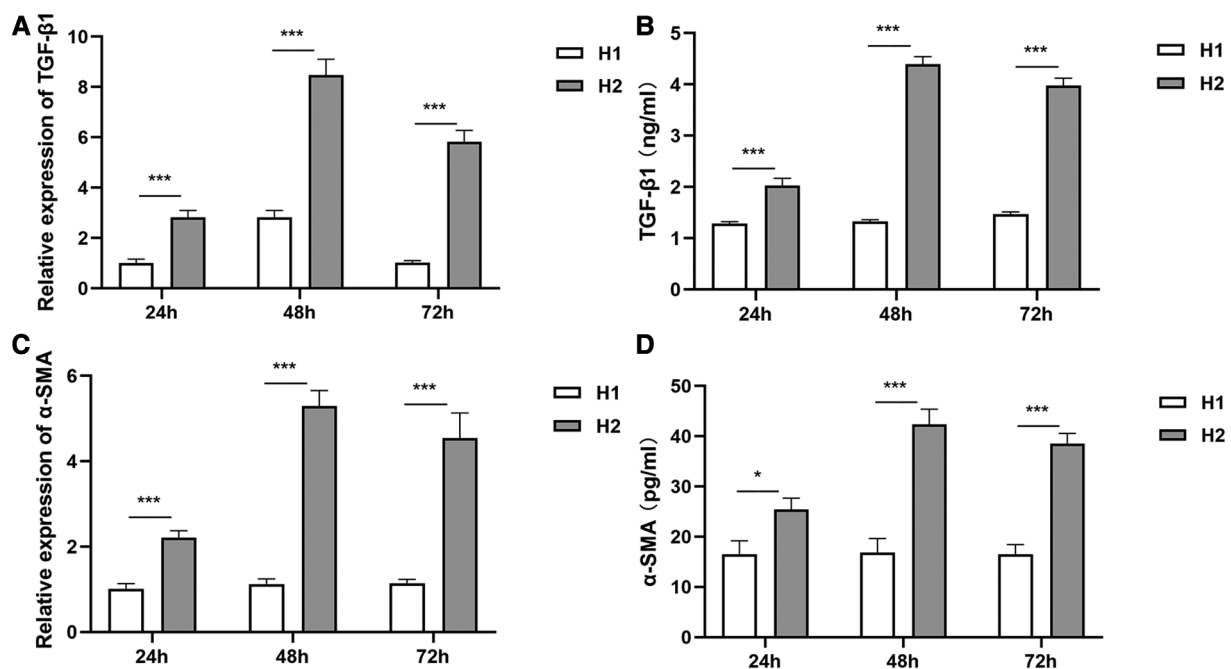 A
Relative expression of TGF-β1
10
8
6
4
2
0
***
***
***
24h
48h
72h
H1
H2
B
TGF-β1（ng/ml）
5
4
3
2
1
0
***
***
***
24h
48h
72h
H1
H2
C
Relative expression of α-SMA
6
4
2
0
***
***
***
24h
48h
72h
H1
H2
D
α-SMA（pg/ml）
50
40
30
20
10
0
*
***
***
24h
48h
72h
H1
H2